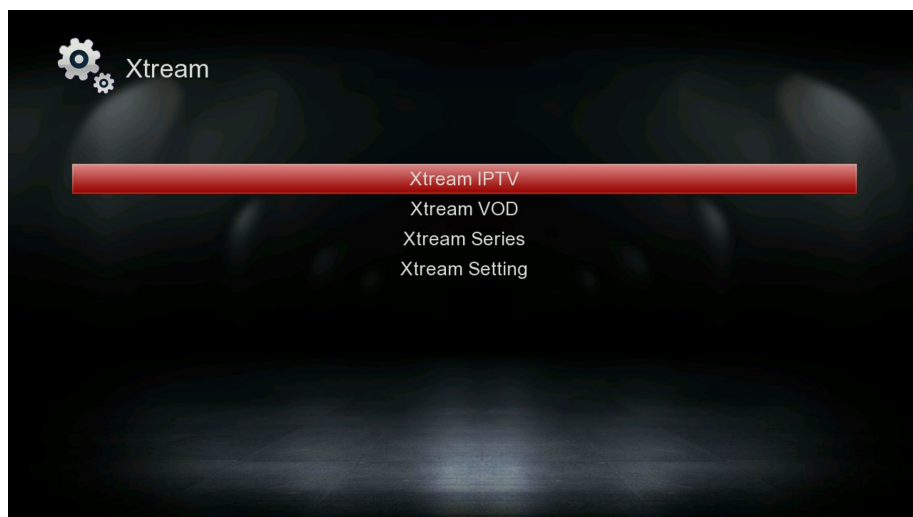 Xtream
Xtream IPTV
Xtream VOD
Xtream Series
Xtream Setting